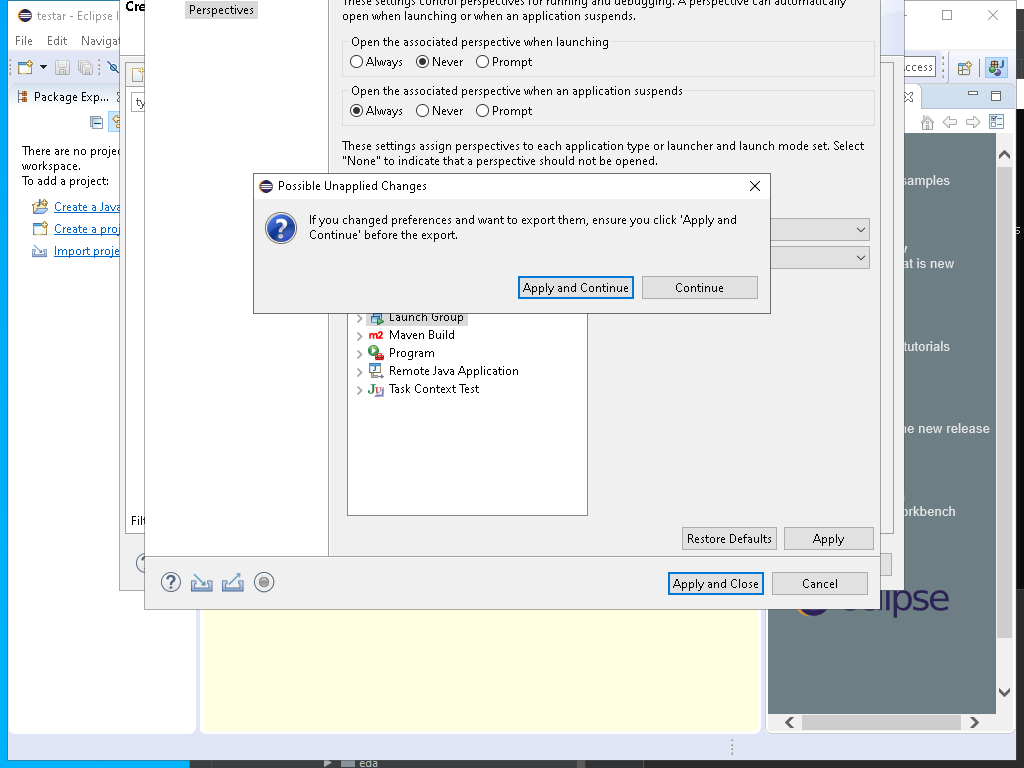 testar - Eclipse I
File Edit Navigat
Package Exp...
There are no proje
workspace.
To add a project:
Create a Java
Create a proj
Import proje
Cre
ty
Filt
Perspectives
These settings control perspectives for running and debugging. A perspective can automatically
open when launching or when an application suspends.
Open the associated perspective when launching
Always Never Prompt
Open the associated perspective when an application suspends
Always Never Prompt
These settings assign perspectives to each application type or launcher and launch mode set. Select
"None" to indicate that a perspective should not be opened.
Possible Unapplied Changes
If you changed preferences and want to export them, ensure you click 'Apply and
Continue' before the export.
Apply and Continue Continue
Launch Group
m2 Maven Build
Program
Remote Java Application
Ju Task Context Test
Restore Defaults Apply
Apply and Close Cancel
ccess
samples
at is new
tutorials
e new release
orkbench
eclipse
eda